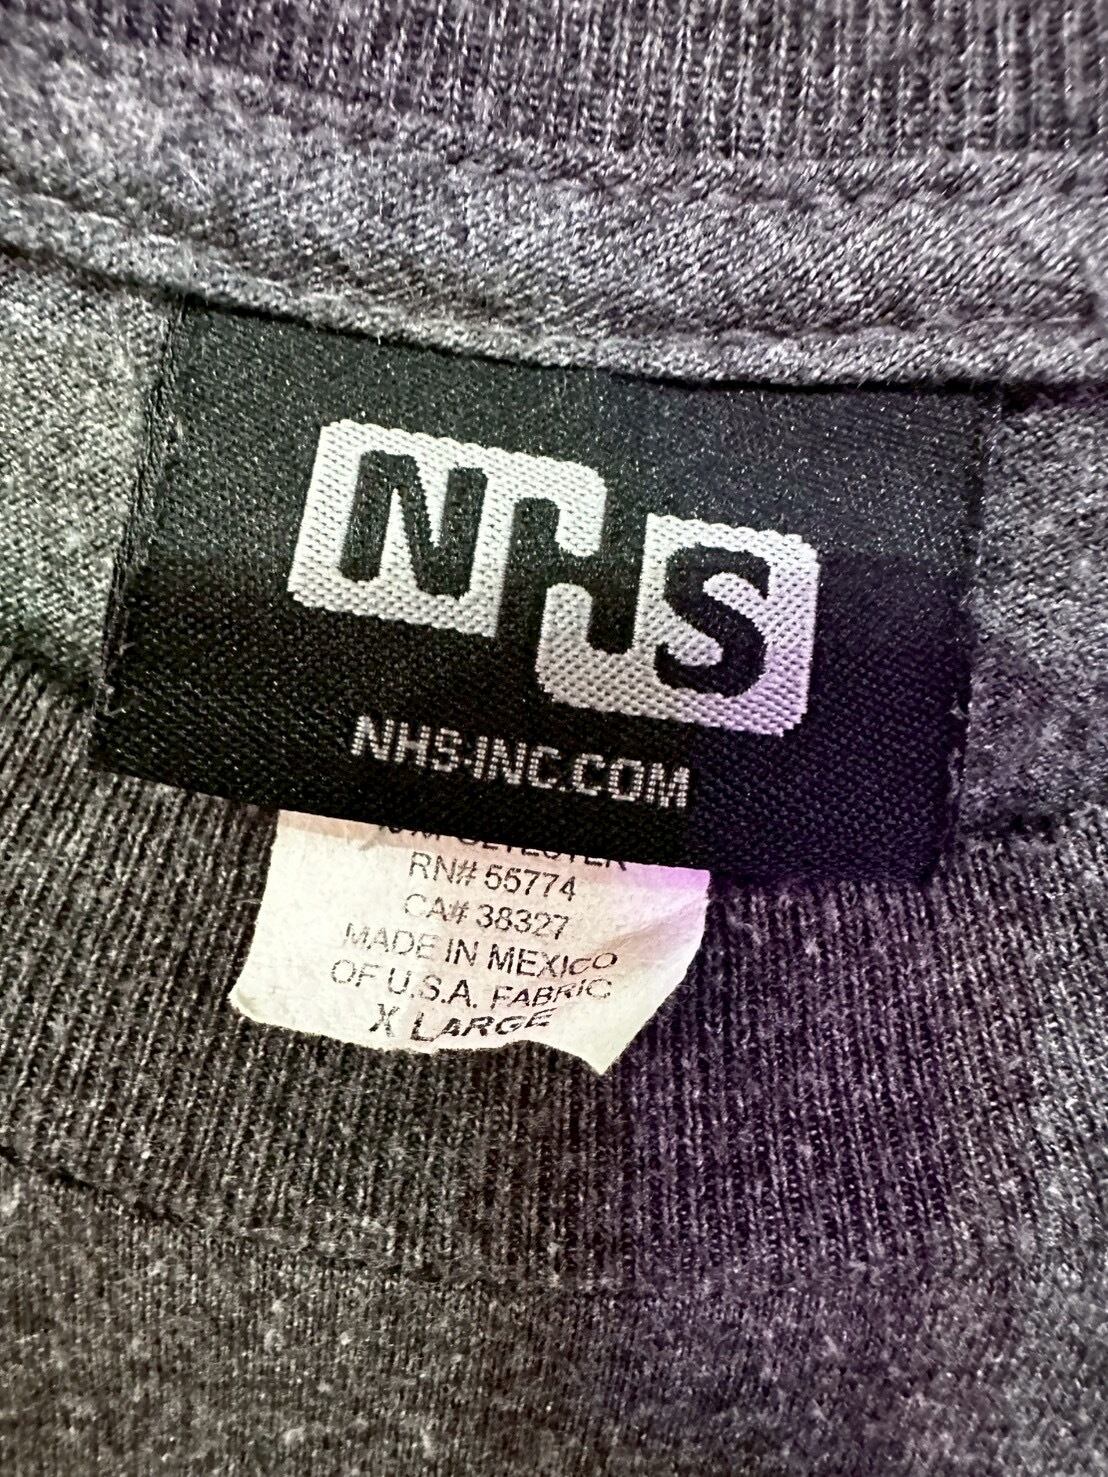 NHS
NHS-INC.COM
RN# 55774
CA# 38327
MADE IN MEXICO
OF U.S.A. FABRIC
X LARGE